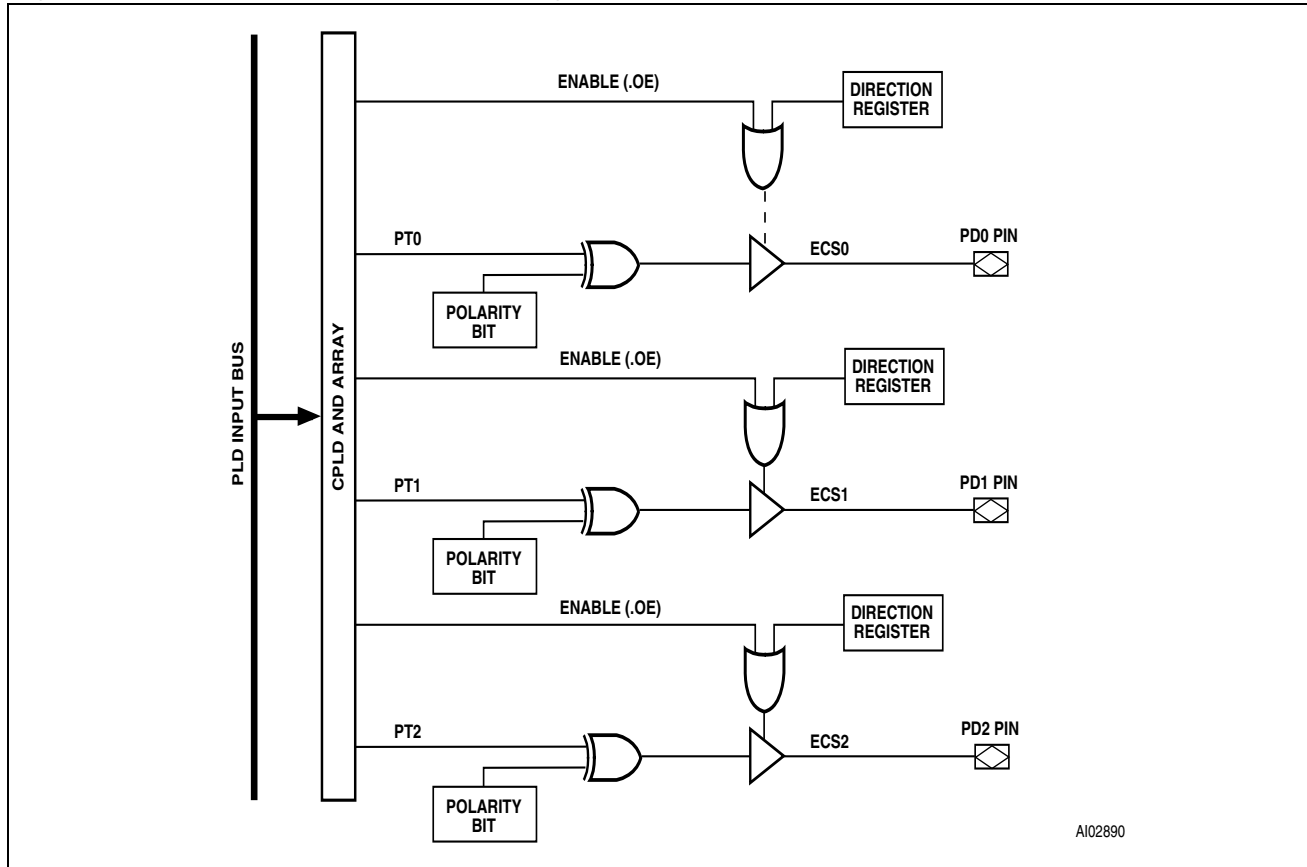 ENABLE (.OE)
DIRECTION
REGISTER
PT0
ECS0
PD0 PIN
POLARITY
BIT
PLD INPUT BUS
CPLD AND ARRAY
ENABLE (.OE)
DIRECTION
REGISTER
PT1
ECS1
PD1 PIN
POLARITY
BIT
ENABLE (.OE)
DIRECTION
REGISTER
PT2
ECS2
PD2 PIN
POLARITY
BIT
AI02890